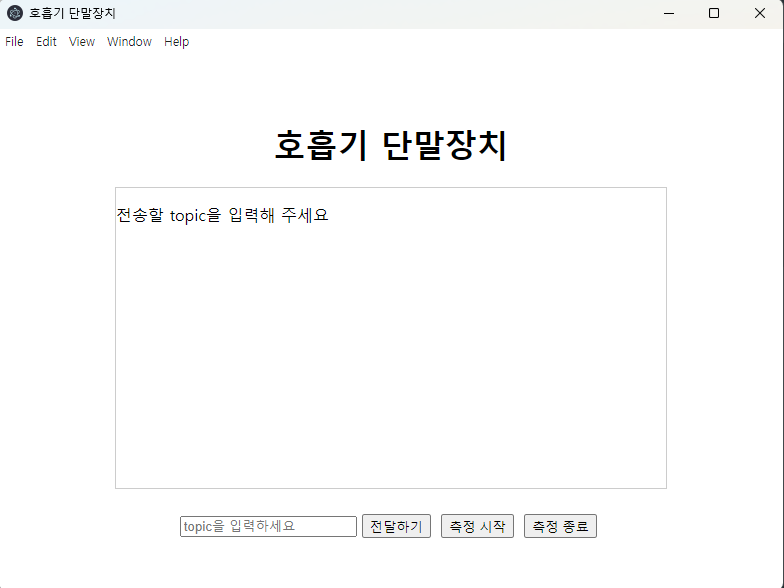 호흡기 단말장치
File Edit View Window Help
호흡기 단말장치
전송할 topic을 입력해 주세요
topic을 입력하세요 전달하기 측정 시작 측정 종료